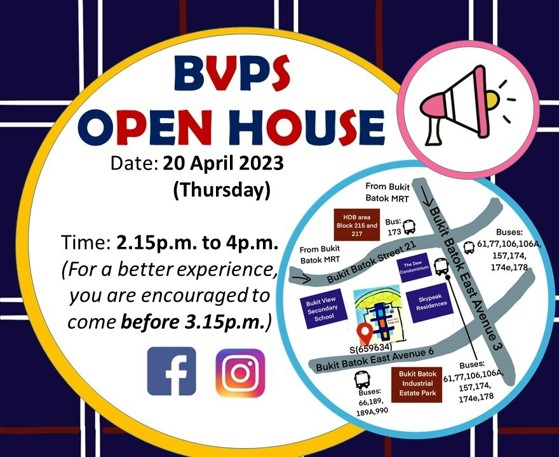 BVPS
OPEN HOUSE
Date: 20 April 2023
(Thursday)
Time: 2.15p.m. to 4p.m.
(For a better experience,
you are encouraged to
come before 3.15p.m.)
From Bukit
Batok MRT
HDB area
Block 215 and
217
Bus:
173
Buses:
61,77,106,106A,
157,174,
174e,178
From Bukit
Batok MRT
Bukit Batok Street 21
Bukit Batok East Avenue 3
The Dew
Condominium
Bukit View
Secondary
School
Skypeak
Residences
S(659634)
Bukit Batok East Avenue 6
Buses:
66,189,
189A,990
Bukit Batok
Industrial
Estate Park
Buses:
61,77,106,106A,
157,174,
174e,178